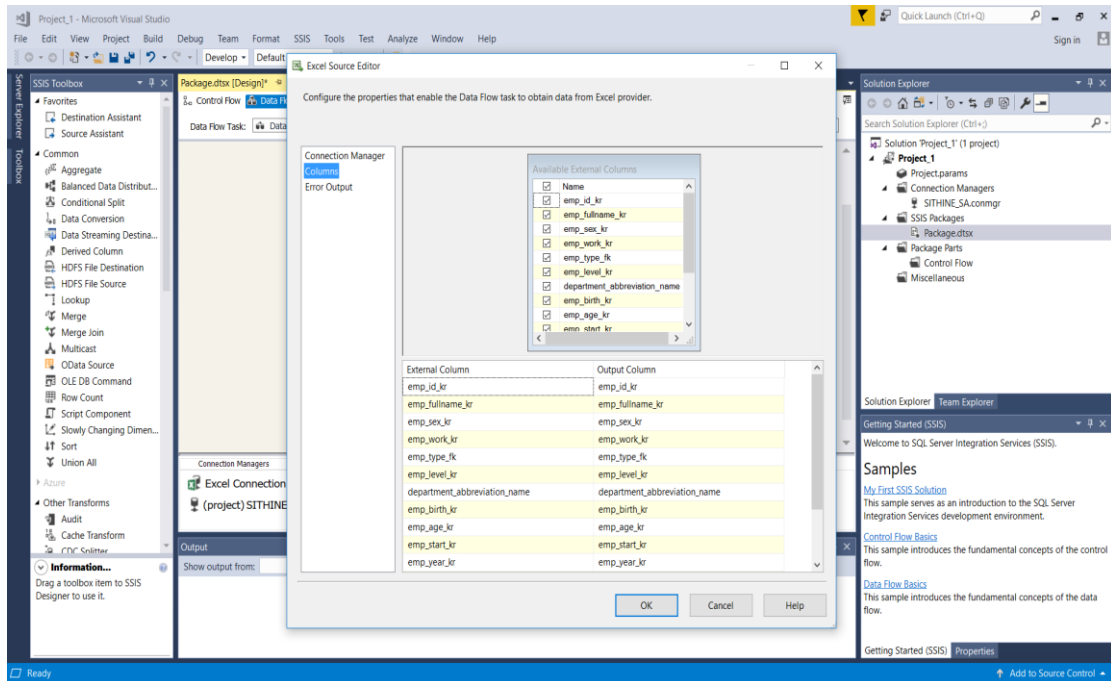 Project_1 - Microsoft Visual Studio
Quick Launch (Ctrl+Q)
File Edit View Project Build Debug Team Format SSIS Tools Test Analyze Window Help
Sign in
Develop
Default
Server Explorer
Toolbox
SSIS Toolbox
Favorites
Destination Assistant
Source Assistant
Common
Aggregate
Balanced Data Distribut...
Conditional Split
Data Conversion
Data Streaming Destina...
Derived Column
HDFS File Destination
HDFS File Source
Lookup
Merge
Merge Join
Multicast
OData Source
OLE DB Command
Row Count
Script Component
Slowly Changing Dimen...
Sort
Union All
Azure
Other Transforms
Audit
Cache Transform
CDC Splitter
Information...
Drag a toolbox item to SSIS
Designer to use it.
Package.dtsx [Design]*
Control Flow
Data Fl
Data Flow Task:
Data
Connection Managers
Excel Connection
(project) SITHINE
Output
Show output from:
Excel Source Editor
Configure the properties that enable the Data Flow task to obtain data from Excel provider.
Connection Manager
Columns
Error Output
Available External Columns
Name
emp_id_kr
emp_fullname_kr
emp_sex_kr
emp_work_kr
emp_type_fk
emp_level_kr
department_abbreviation_name
emp_birth_kr
emp_age_kr
emp_start_kr
External Column Output Column
emp_id_kr emp_id_kr
emp_fullname_kr emp_fullname_kr
emp_sex_kr emp_sex_kr
emp_work_kr emp_work_kr
emp_type_fk emp_type_fk
emp_level_kr emp_level_kr
department_abbreviation_name department_abbreviation_name
emp_birth_kr emp_birth_kr
emp_age_kr emp_age_kr
emp_start_kr emp_start_kr
emp_year_kr emp_year_kr
OK Cancel Help
Solution Explorer
Search Solution Explorer (Ctrl+;)
Solution 'Project_1' (1 project)
Project_1
Project.params
Connection Managers
SITHINE_SA.conmgr
SSIS Packages
Package.dtsx
Package Parts
Control Flow
Miscellaneous
Solution Explorer Team Explorer
Getting Started (SSIS)
Welcome to SQL Server Integration Services (SSIS).
Samples
My First SSIS Solution
This sample serves as an introduction to the SQL Server
Integration Services development environment.
Control Flow Basics
This sample introduces the fundamental concepts of the control
flow.
Data Flow Basics
This sample introduces the fundamental concepts of the data
flow.
Getting Started (SSIS) Properties
Ready
Add to Source Control